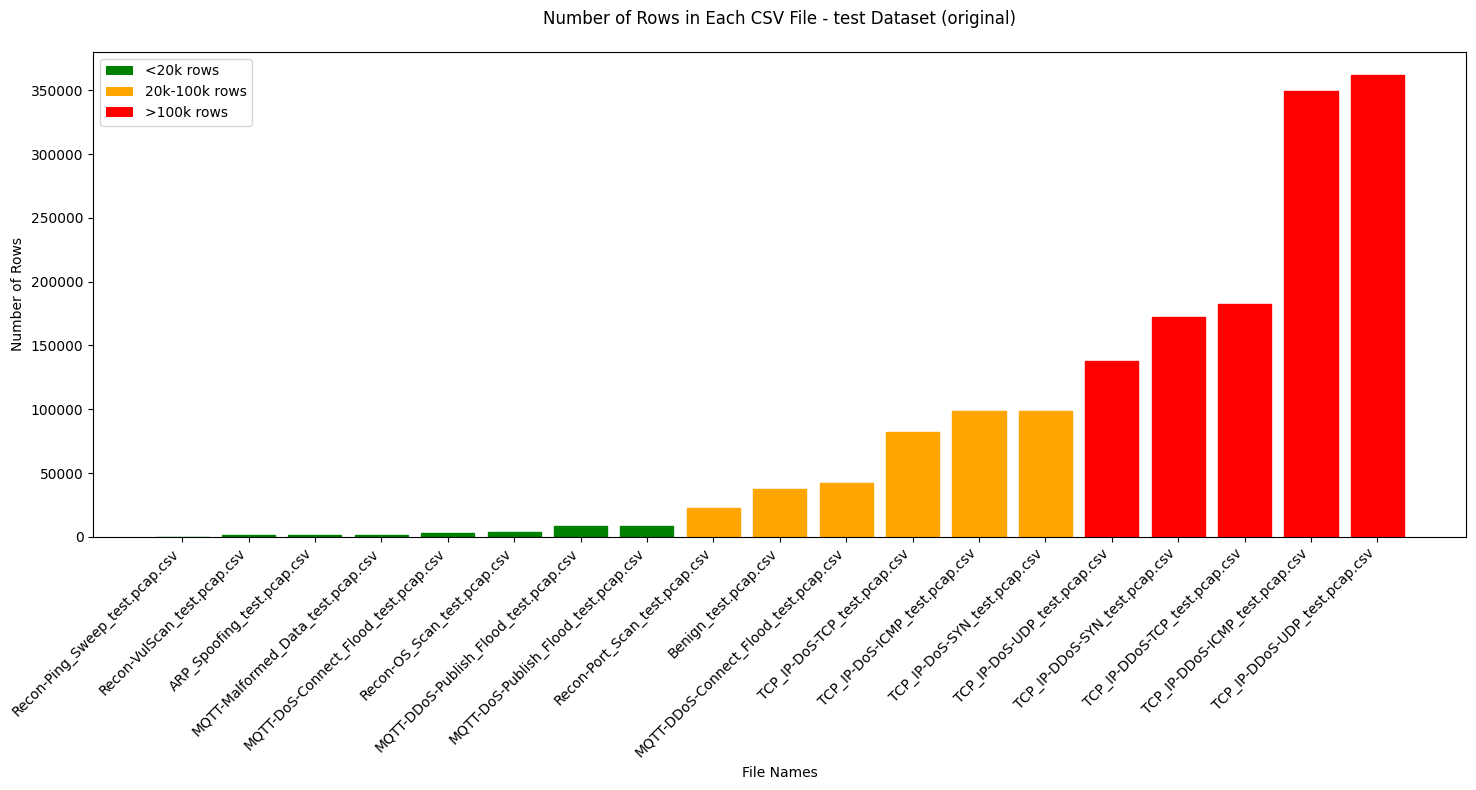 Number of Rows in Each CSV File - test Dataset (original)
<20k rows
20k-100k rows
>100k rows
Number of Rows
350000
300000
250000
200000
150000
100000
50000
0
Recon-Ping_Sweep_test.pcap.csv
Recon-VulScan_test.pcap.csv
ARP_Spoofing_test.pcap.csv
MQTT-Malformed_Data_test.pcap.csv
MQTT-DoS-Connect_Flood_test.pcap.csv
Recon-OS_Scan_test.pcap.csv
MQTT-DDoS-Publish_Flood_test.pcap.csv
MQTT-DoS-Publish_Flood_test.pcap.csv
Recon-Port_Scan_test.pcap.csv
Benign_test.pcap.csv
MQTT-DDoS-Connect_Flood_test.pcap.csv
TCP_IP-DoS-TCP_test.pcap.csv
TCP_IP-DoS-ICMP_test.pcap.csv
TCP_IP-DoS-SYN_test.pcap.csv
TCP_IP-DoS-UDP_test.pcap.csv
TCP_IP-DDoS-SYN_test.pcap.csv
TCP_IP-DDoS-TCP_test.pcap.csv
TCP_IP-DDoS-ICMP_test.pcap.csv
TCP_IP-DDoS-UDP_test.pcap.csv
File Names